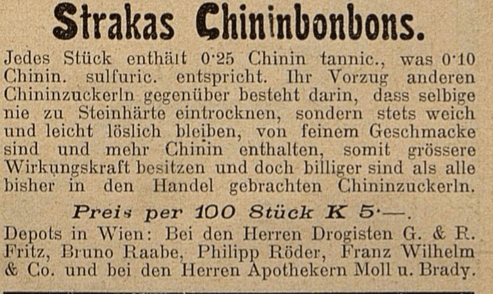 Strakas Chininbonbons.
Jedes Stück enthält 0·25 Chinin tannic., was 0·10
Chinin. sulfuric. entspricht. Ihr Vorzug anderen
Chininzuckerln gegenüber besteht darin, dass selbige
nie zu Steinhärte eintrocknen, sondern stets weich
und leicht löslich bleiben, von feinem Geschmacke
sind und mehr Chinin enthalten, somit grössere
Wirkungskraft besitzen und doch billiger sind als alle
bisher in den Handel gebrachten Chininzuckerln.
Preis per 100 Stück K 5·—.
Depots in Wien: Bei den Herren Drogisten G. & R.
Fritz, Bruno Raabe, Philipp Röder, Franz Wilhelm
& Co. und bei den Herren Apothekern Moll u. Brady.